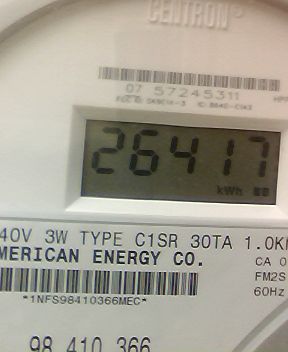 CENTRON®
07 57245311
26417
kWh
40V 3W TYPE C1SR 30TA 1.0K
MERICAN ENERGY CO.
CA 0
FM2S
60Hz
*1NFS98410366MEC*
98 410 366